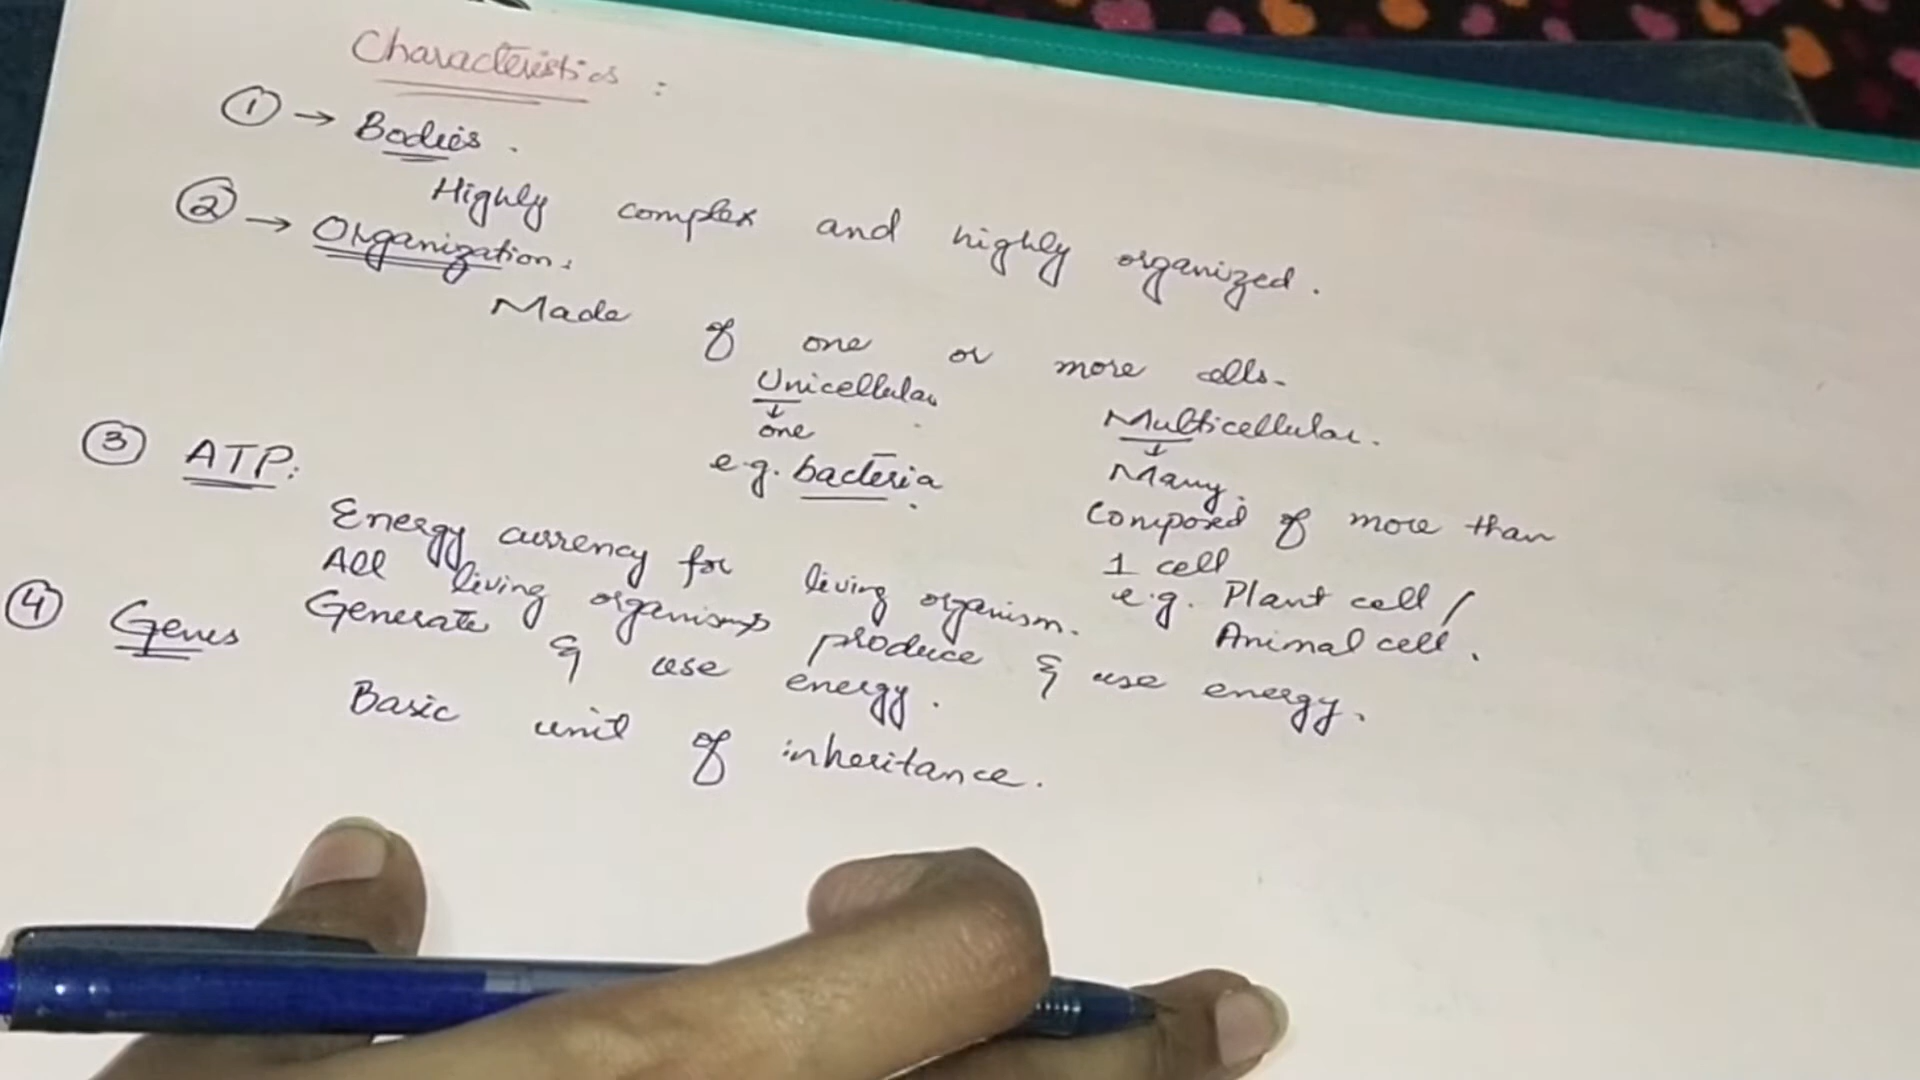 Characteristics :
① → Bodies.
Highly complex and highly organized.
② → Organization:
Made of one or more cells.
Unicellular.
↓
one
e.g. bacteria.
Multicellular.
↓
Many.
Composed of more than
1 cell
e.g. Plant cell /
Animal cell.
③ ATP:
Energy currency for living organism.
All living organisms produce & use energy.
Generate & use energy.
④ Genes
Basic unit of inheritance.